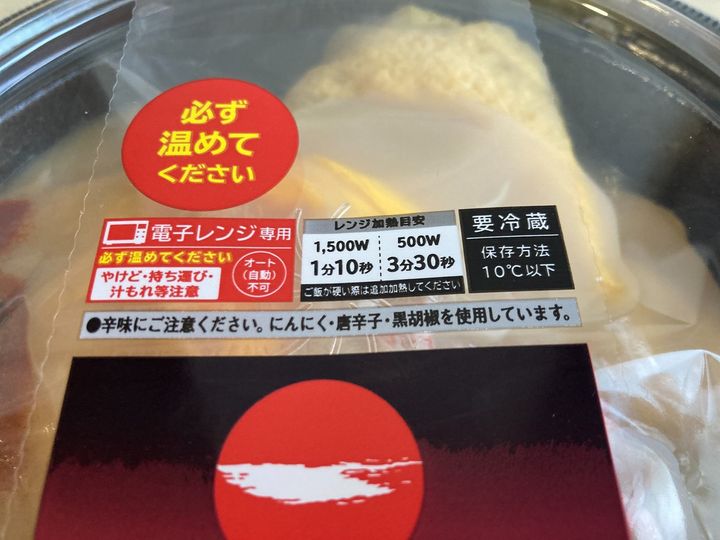 必ず
温めて
ください
電子レンジ専用
必ず温めてください
やけど・持ち運び・
汁もれ等注意
オート
(自動)
不可
レンジ加熱目安
1,500W 500W
1分10秒 3分30秒
ご飯が硬い際は追加加熱してください
要冷蔵
保存方法
10℃以下
●辛味にご注意ください。にんにく・唐辛子・黒胡椒を使用しています。